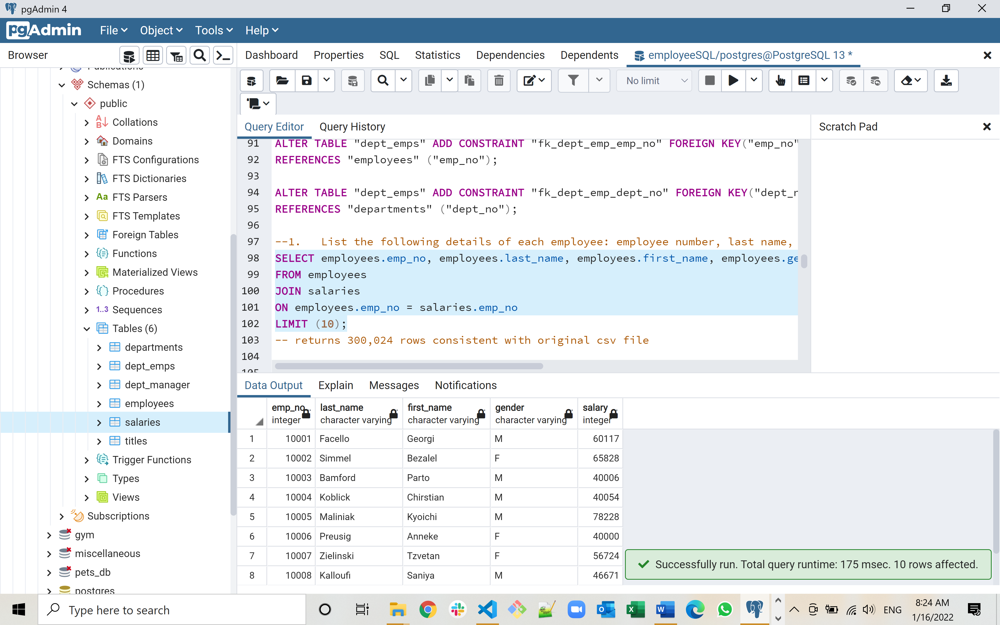 pgAdmin 4
pgAdmin File Object Tools Help
Browser
Dashboard Properties SQL Statistics Dependencies Dependents employeeSQL/postgres@PostgreSQL 13 *
Publications
Schemas (1)
public
Collations
Domains
FTS Configurations
FTS Dictionaries
Aa FTS Parsers
FTS Templates
Foreign Tables
Functions
Materialized Views
Procedures
1..3 Sequences
Tables (6)
departments
dept_emps
dept_manager
employees
salaries
titles
Trigger Functions
Types
Views
Subscriptions
gym
miscellaneous
pets_db
postgres
No limit
Query Editor Query History
Scratch Pad
91 ALTER TABLE "dept_emps" ADD CONSTRAINT "fk_dept_emp_emp_no" FOREIGN KEY("emp_no"
92 REFERENCES "employees" ("emp_no");
93
94 ALTER TABLE "dept_emps" ADD CONSTRAINT "fk_dept_emp_dept_no" FOREIGN KEY("dept_n
95 REFERENCES "departments" ("dept_no");
96
97 --1. List the following details of each employee: employee number, last name,
98 SELECT employees.emp_no, employees.last_name, employees.first_name, employees.ge
99 FROM employees
100 JOIN salaries
101 ON employees.emp_no = salaries.emp_no
102 LIMIT (10);
103 -- returns 300,024 rows consistent with original csv file
104
105
Data Output Explain Messages Notifications
emp_no last_name first_name gender salary
integer character varying character varying character varying integer
1 10001 Facello Georgi M 60117
2 10002 Simmel Bezalel F 65828
3 10003 Bamford Parto M 40006
4 10004 Koblick Chirstian M 40054
5 10005 Maliniak Kyoichi M 78228
6 10006 Preusig Anneke F 40000
7 10007 Zielinski Tzvetan F 56724
8 10008 Kalloufi Saniya M 46671
Successfully run. Total query runtime: 175 msec. 10 rows affected.
Type here to search
ENG
8:24 AM
1/16/2022